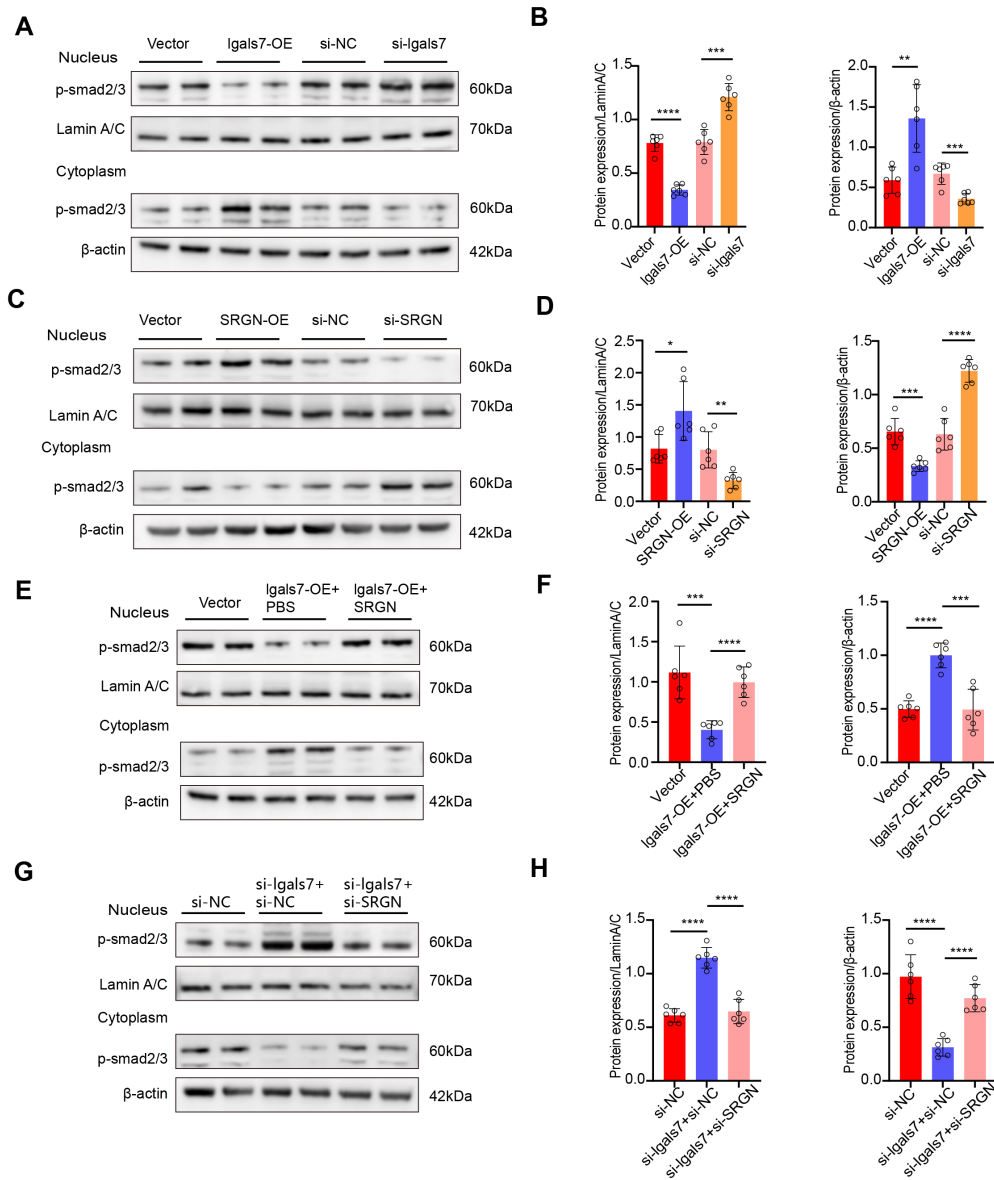 A
Vector
lgals7-OE
si-NC
si-lgals7
Nucleus
p-smad2/3
60kDa
Lamin A/C
70kDa
Cytoplasm
p-smad2/3
60kDa
β-actin
42kDa
B
Protein expression/LaminA/C
1.5
1.0
0.5
0.0
****
***
Vector
lgals7-OE
si-NC
si-lgals7
Protein expression/β-actin
2.0
1.5
1.0
0.5
0.0
**
***
Vector
lgals7-OE
si-NC
si-lgals7
C
Vector
SRGN-OE
si-NC
si-SRGN
Nucleus
p-smad2/3
60kDa
Lamin A/C
70kDa
Cytoplasm
p-smad2/3
60kDa
β-actin
42kDa
D
Protein expression/LaminA/C
2.5
2.0
1.5
1.0
0.5
0.0
*
**
Vector
SRGN-OE
si-NC
si-SRGN
Protein expression/β-actin
1.5
1.0
0.5
0.0
***
****
Vector
SRGN-OE
si-NC
si-SRGN
E
Vector
lgals7-OE+
PBS
lgals7-OE+
SRGN
Nucleus
p-smad2/3
60kDa
Lamin A/C
70kDa
Cytoplasm
p-smad2/3
60kDa
β-actin
42kDa
F
Protein expression/LaminA/C
2.0
1.5
1.0
0.5
0.0
***
****
Vector
lgals7-OE+PBS
lgals7-OE+SRGN
Protein expression/β-actin
1.5
1.0
0.5
0.0
****
***
Vector
lgals7-OE+PBS
lgals7-OE+SRGN
G
si-NC
si-lgals7+
si-NC
si-lgals7+
si-SRGN
Nucleus
p-smad2/3
60kDa
Lamin A/C
70kDa
Cytoplasm
p-smad2/3
60kDa
β-actin
42kDa
H
Protein expression/LaminA/C
1.5
1.0
0.5
0.0
****
****
si-NC
si-lgals7+si-NC
si-lgals7+si-SRGN
Protein expression/β-actin
1.5
1.0
0.5
0.0
****
****
si-NC
si-lgals7+si-NC
si-lgals7+si-SRGN